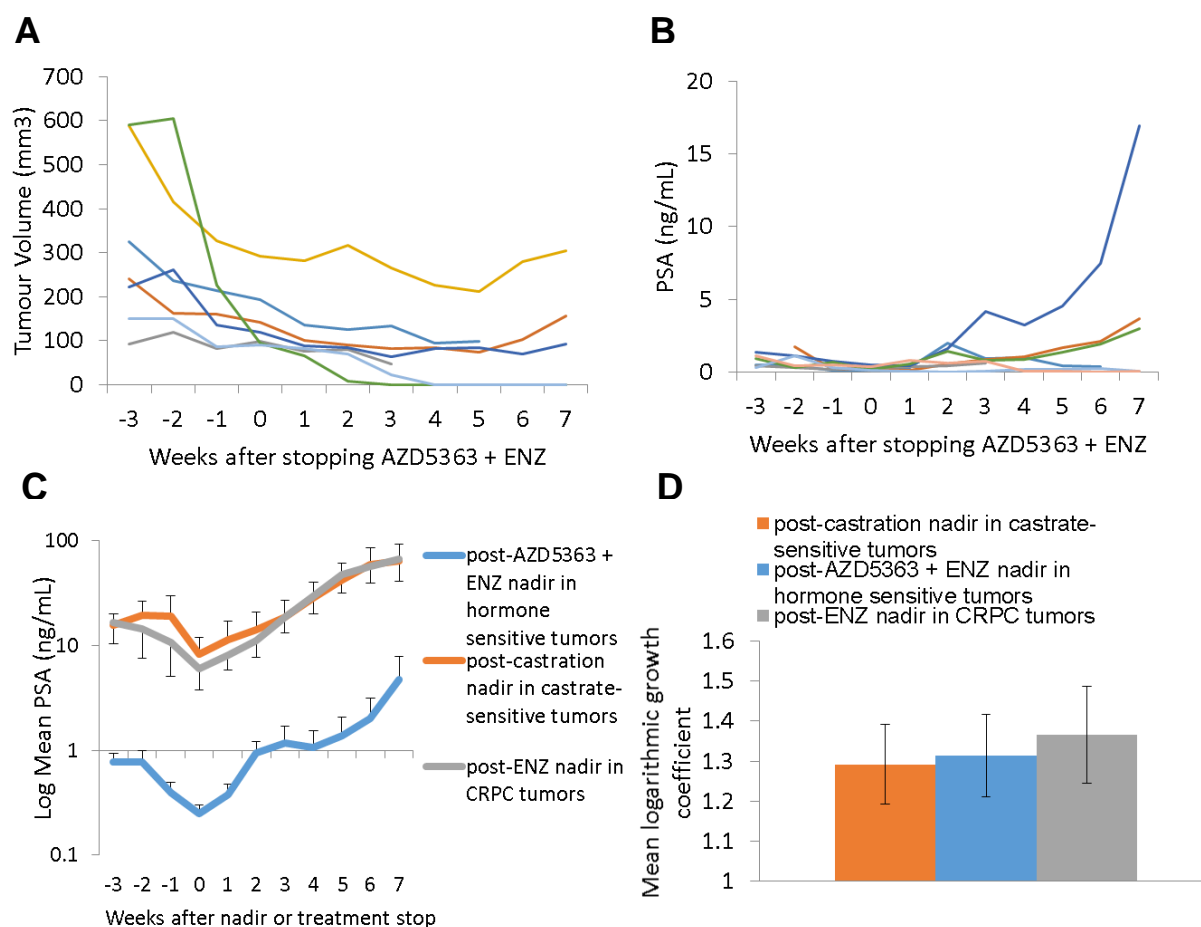 A
700
600
500
400
300
200
100
0
Tumour Volume (mm3)
-3 -2 -1 0 1 2 3 4 5 6 7
Weeks after stopping AZD5363 + ENZ
B
20
15
10
5
0
PSA (ng/mL)
-3 -2 -1 0 1 2 3 4 5 6 7
Weeks after stopping AZD5363 + ENZ
C
100
10
1
0.1
Log Mean PSA (ng/mL)
-3 -2 -1 0 1 2 3 4 5 6 7
Weeks after nadir or treatment stop
post-AZD5363 +
ENZ nadir in
hormone
sensitive tumors
post-castration
nadir in castrate-
sensitive tumors
post-ENZ nadir in
CRPC tumors
D
post-castration nadir in castrate-
sensitive tumors
post-AZD5363 + ENZ nadir in
hormone sensitive tumors
post-ENZ nadir in CRPC tumors
1.6
1.5
1.4
1.3
1.2
1.1
1
Mean logarithmic growth
coefficient